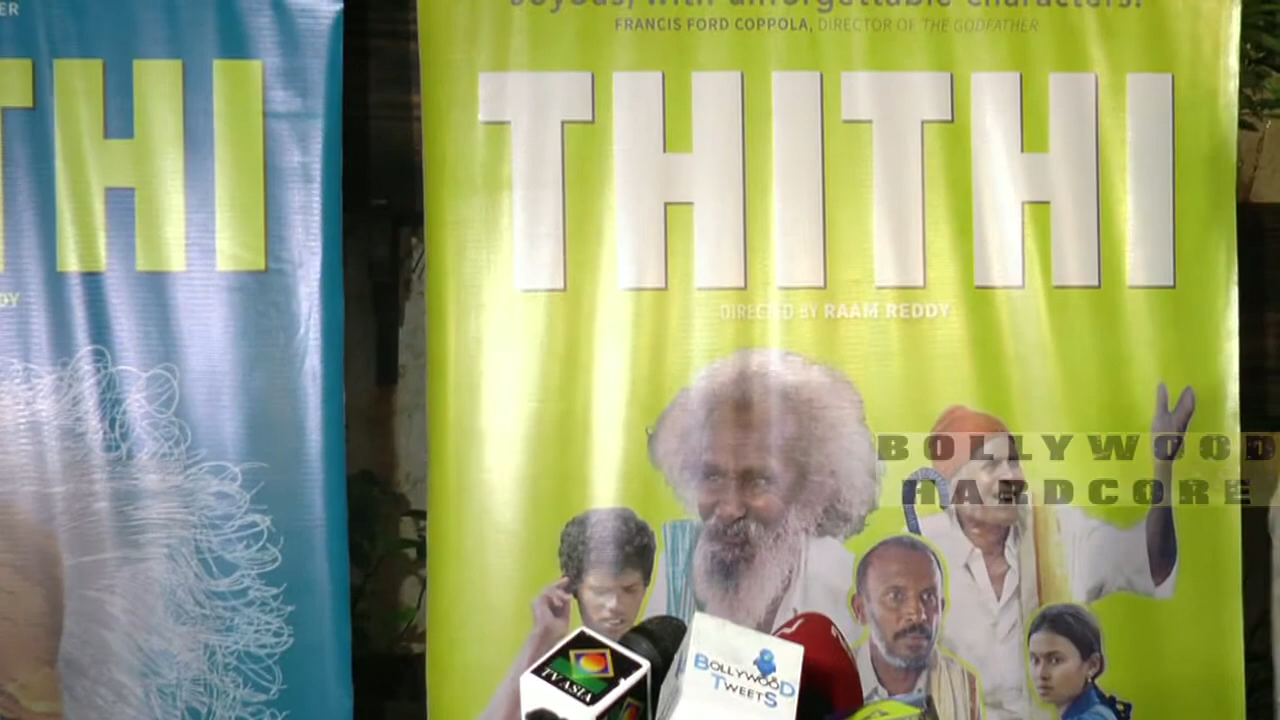 ER
THI
DY
Joyous, with unforgettable characters.
FRANCIS FORD COPPOLA, DIRECTOR OF THE GODFATHER
THITHI
DIRECTED BY RAAM REDDY
BOLLYWOOD
HARDCORE
TV ASIA
BOLLYWOOD
TWEETS